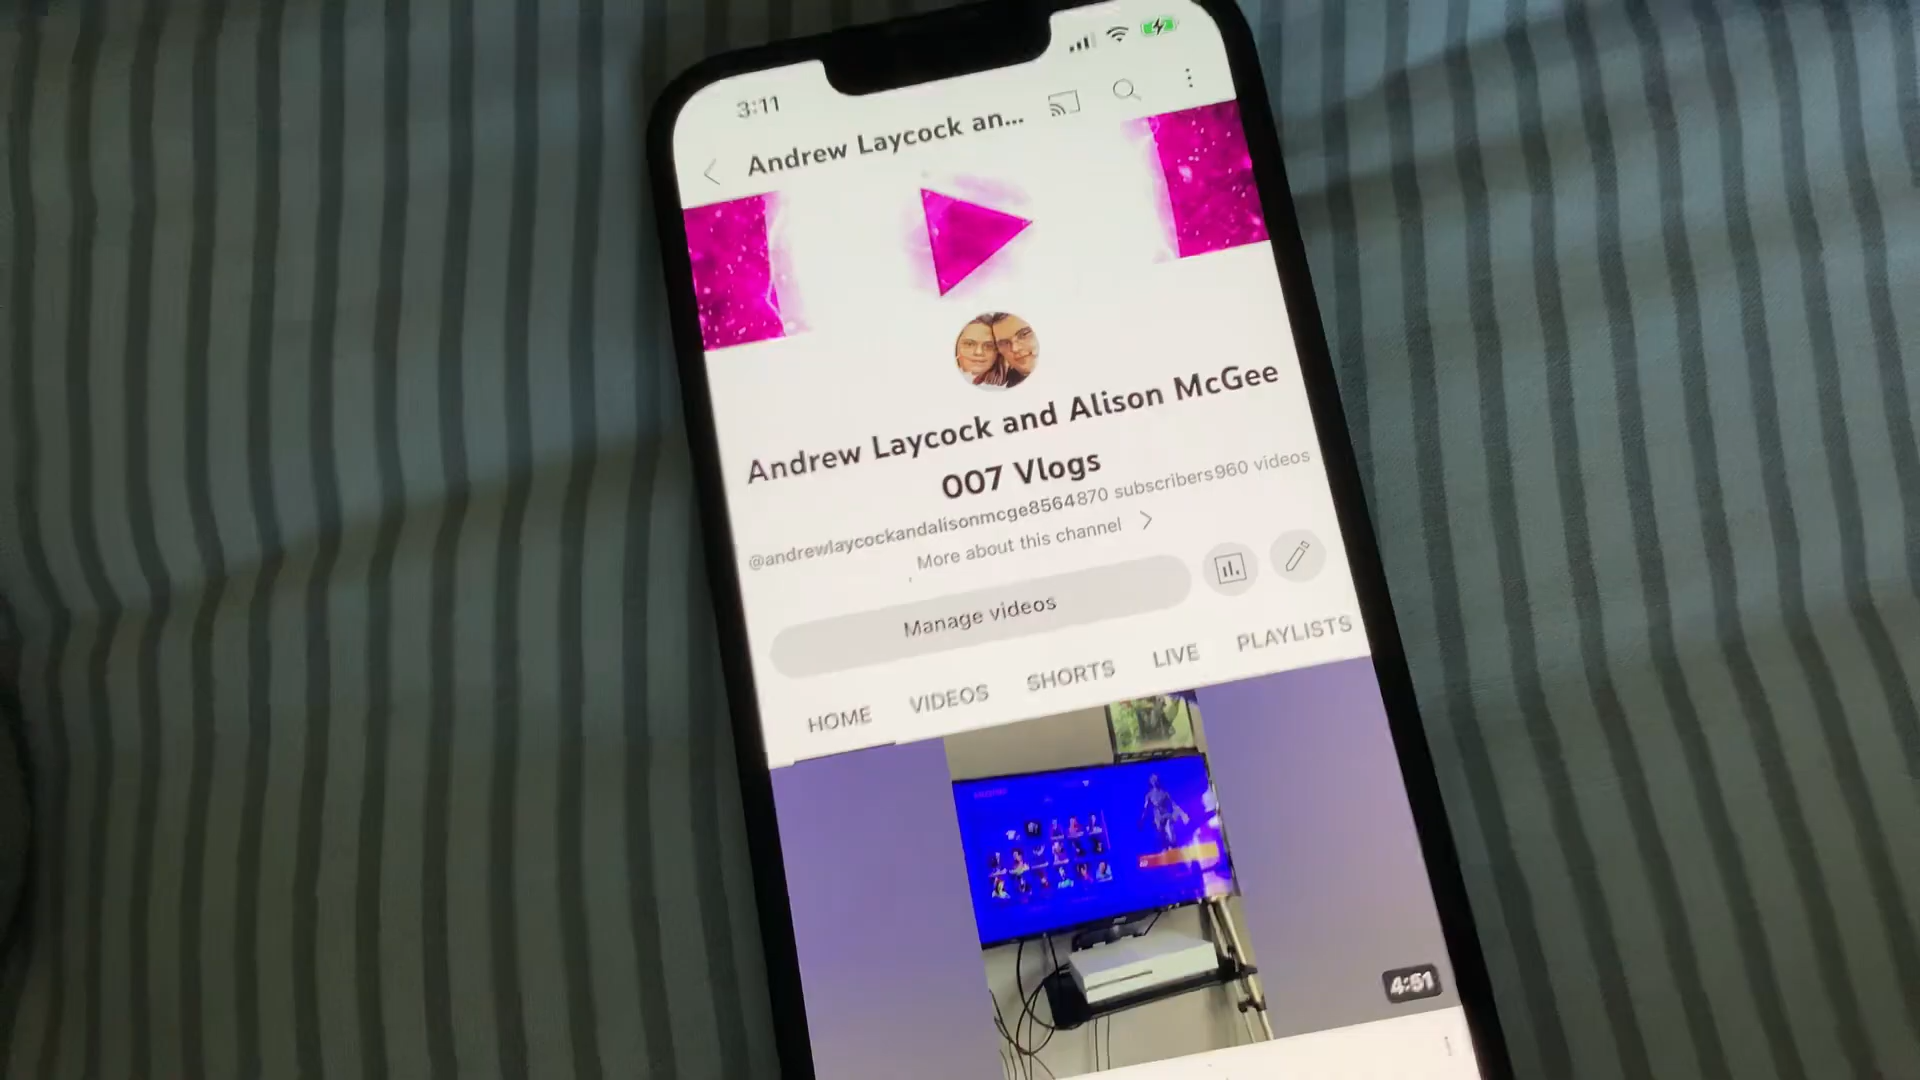 3:11
Andrew Laycock an...
Andrew Laycock and Alison McGee
007 Vlogs
@andrewlaycockandalisonmcge8564870 subscribers960 videos
More about this channel
Manage videos
HOME VIDEOS SHORTS LIVE PLAYLISTS
4:51